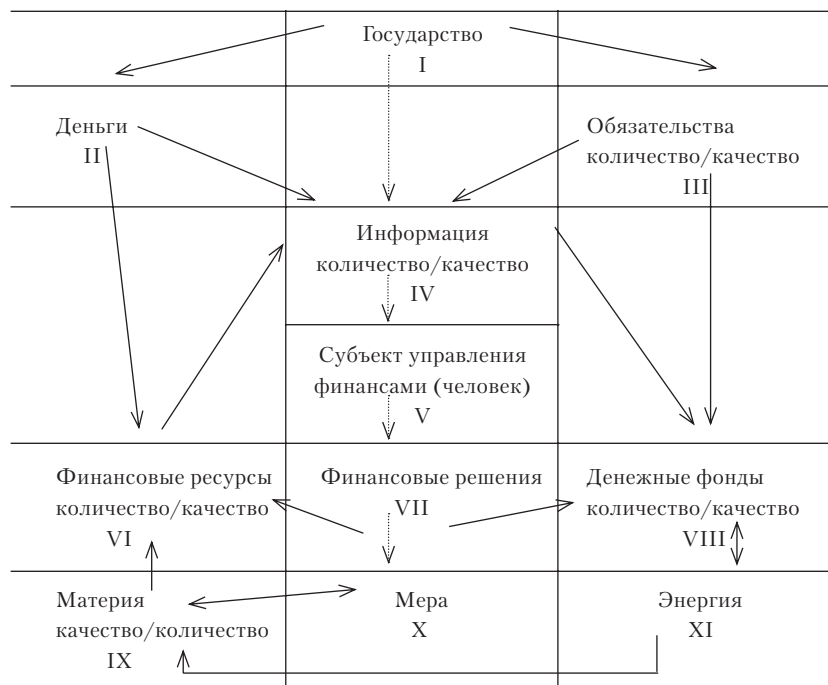 Государство
I
Деньги
II
Обязательства
количество/качество
III
Информация
количество/качество
IV
Субъект управления
финансами (человек)
V
Финансовые ресурсы
количество/качество
VI
Финансовые решения
VII
Денежные фонды
количество/качество
VIII
Материя
качество/количество
IX
Мера
X
Энергия
XI